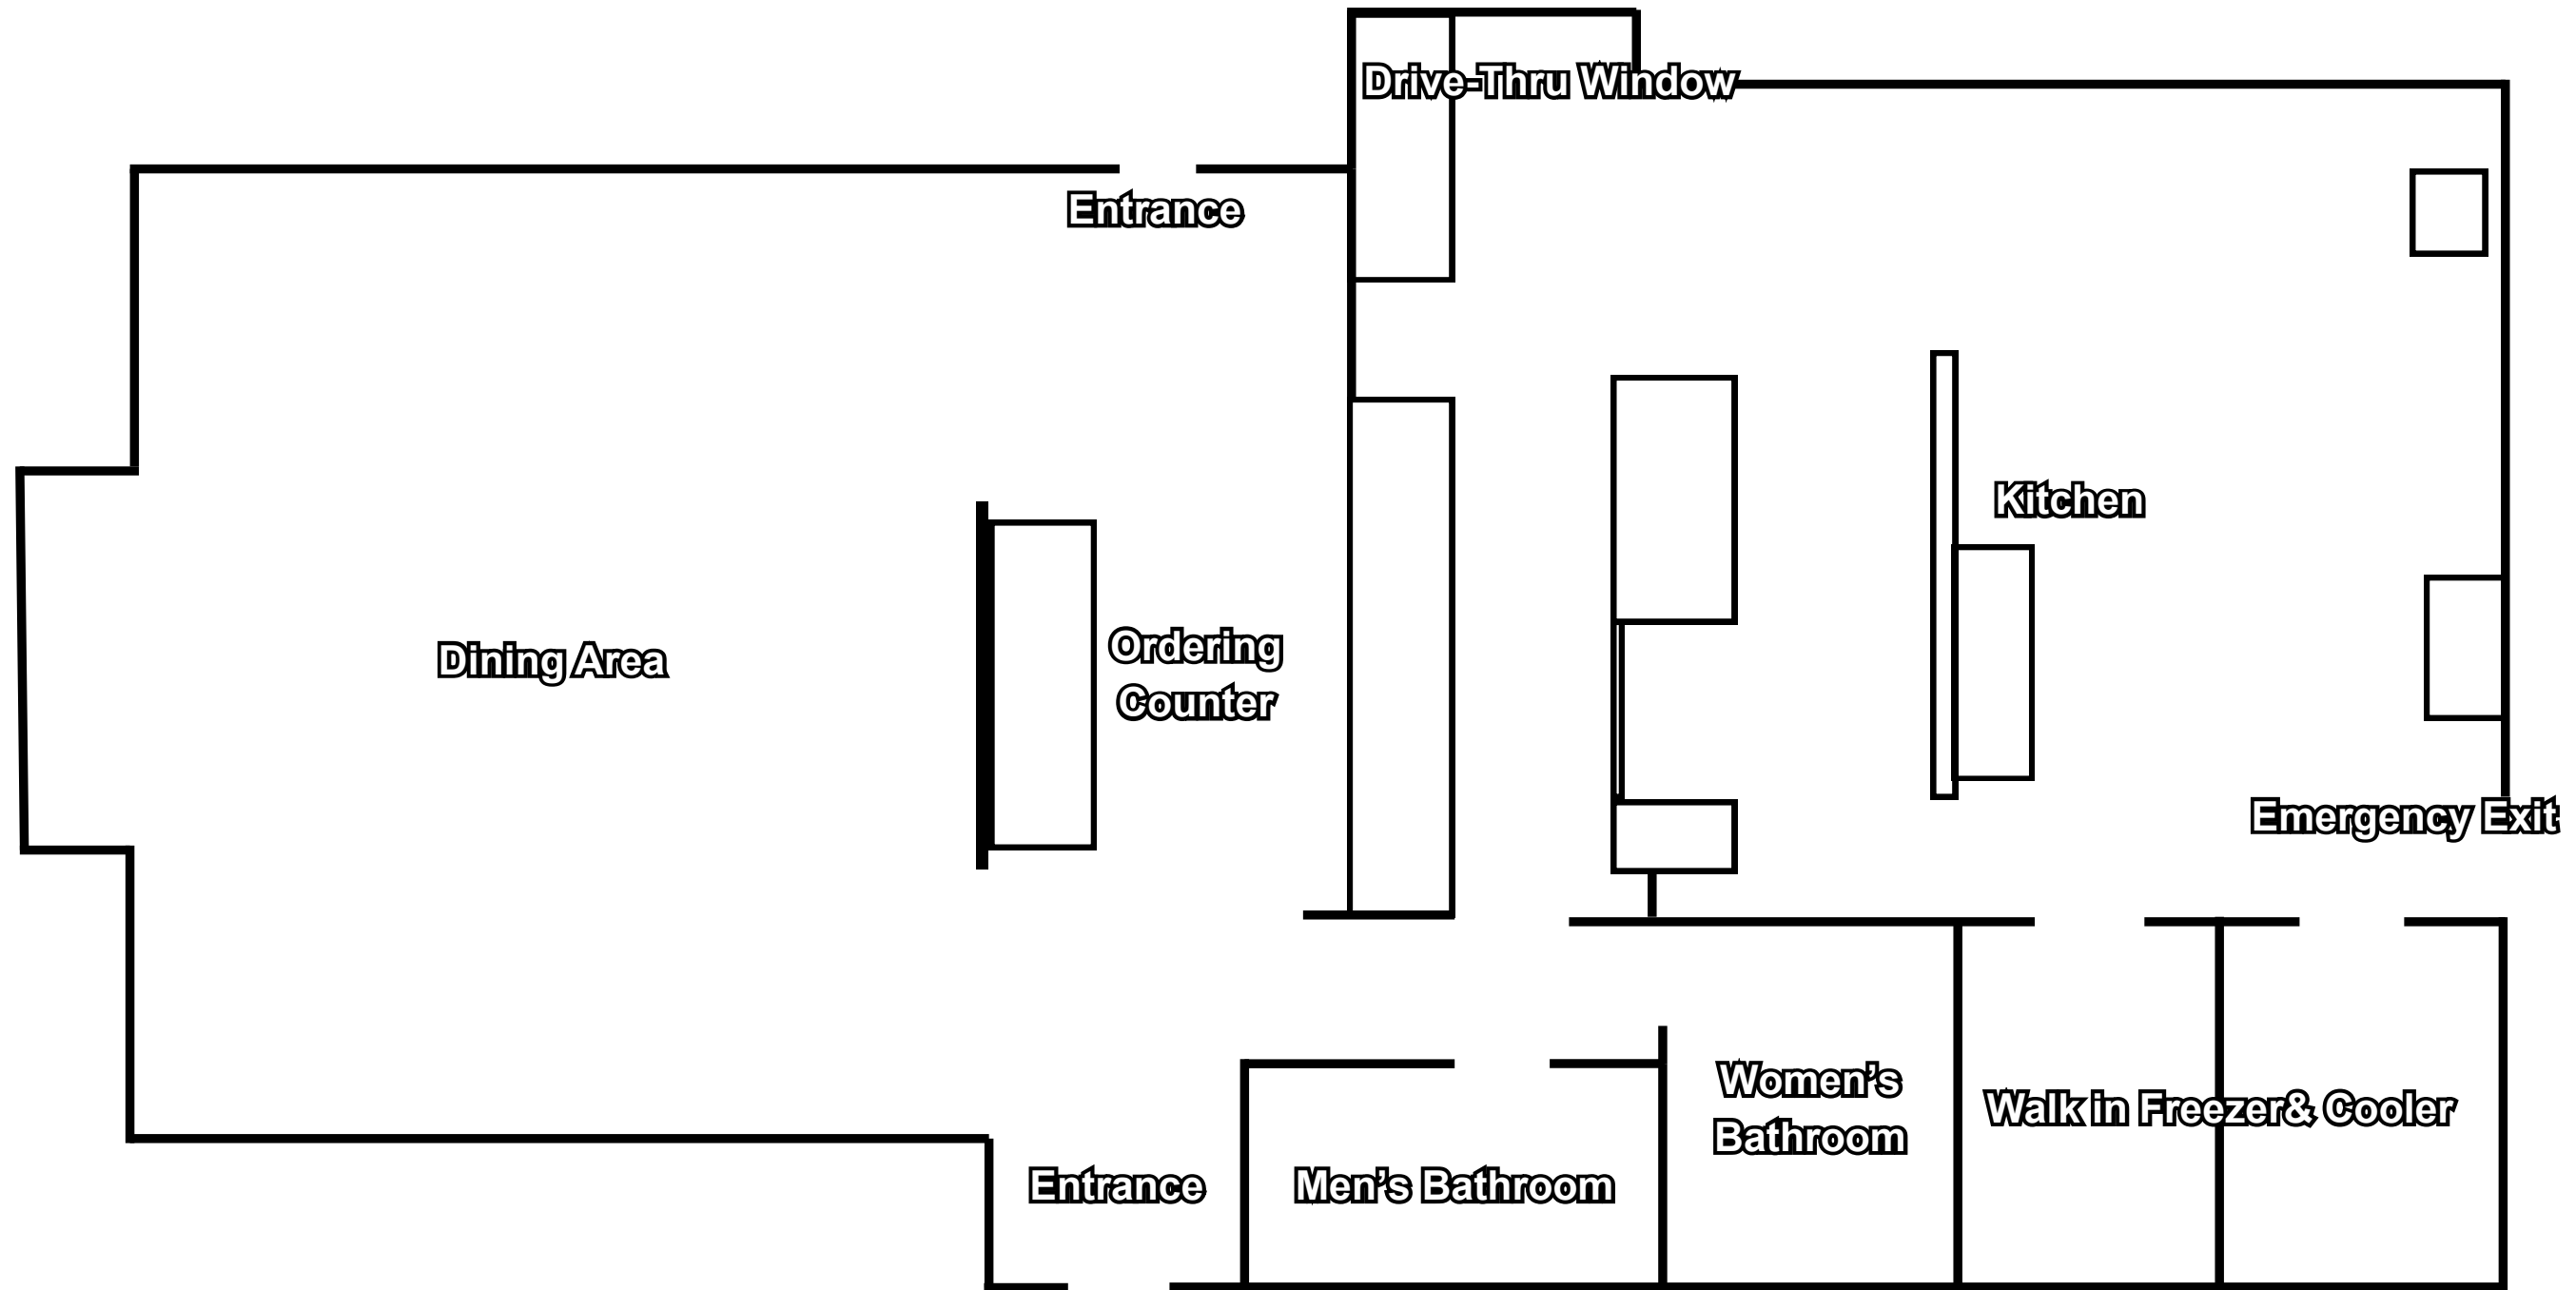 Drive-Thru Window
Entrance
Kitchen
Dining Area
Ordering
Counter
Emergency Exit
Women’s
Bathroom
Walk in Freezer& Cooler
Entrance
Men’s Bathroom